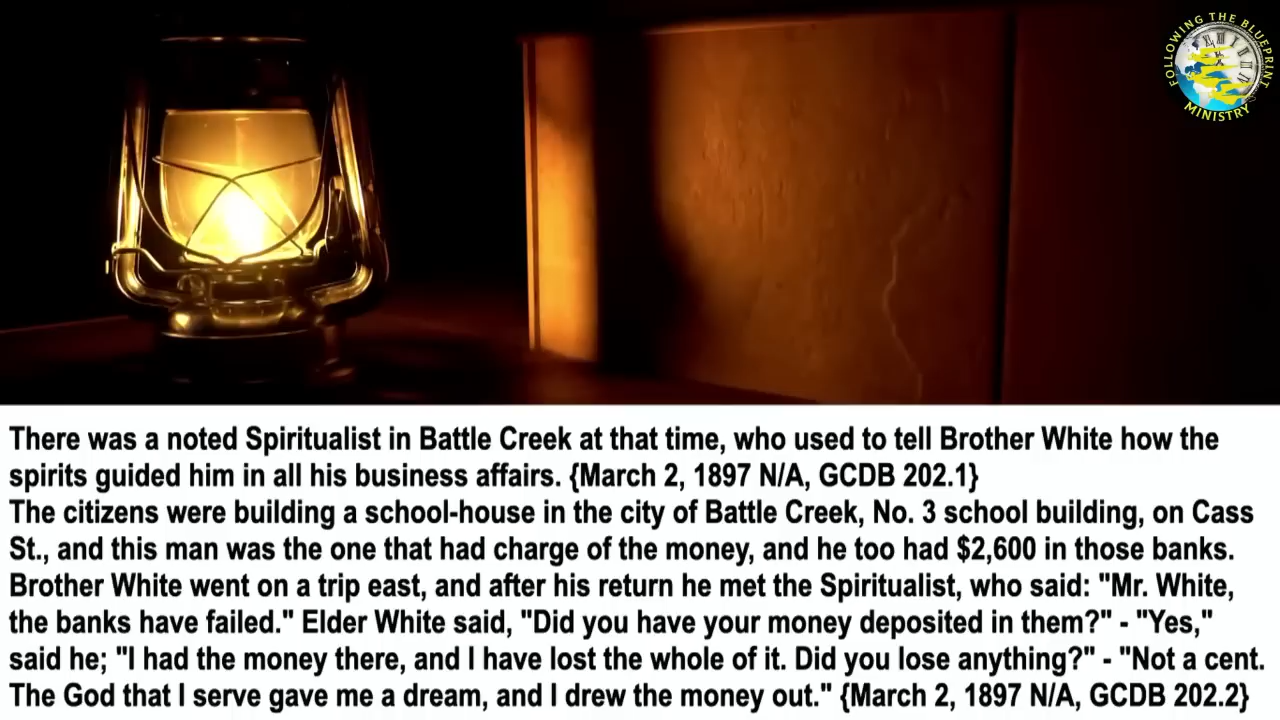 FOLLOWING THE BLUEPRINT
MINISTRY
There was a noted Spiritualist in Battle Creek at that time, who used to tell Brother White how the
spirits guided him in all his business affairs. {March 2, 1897 N/A, GCDB 202.1}
The citizens were building a school-house in the city of Battle Creek, No. 3 school building, on Cass
St., and this man was the one that had charge of the money, and he too had $2,600 in those banks.
Brother White went on a trip east, and after his return he met the Spiritualist, who said: "Mr. White,
the banks have failed." Elder White said, "Did you have your money deposited in them?" - "Yes,"
said he; "I had the money there, and I have lost the whole of it. Did you lose anything?" - "Not a cent.
The God that I serve gave me a dream, and I drew the money out." {March 2, 1897 N/A, GCDB 202.2}